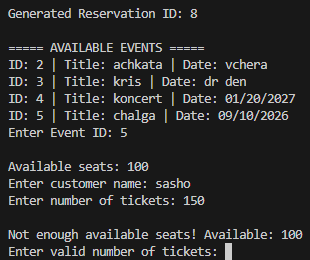 Generated Reservation ID: 8
===== AVAILABLE EVENTS =====
ID: 2 | Title: achkata | Date: vchera
ID: 3 | Title: kris | Date: dr den
ID: 4 | Title: koncert | Date: 01/20/2027
ID: 5 | Title: chalga | Date: 09/10/2026
Enter Event ID: 5
Available seats: 100
Enter customer name: sasho
Enter number of tickets: 150
Not enough available seats! Available: 100
Enter valid number of tickets: